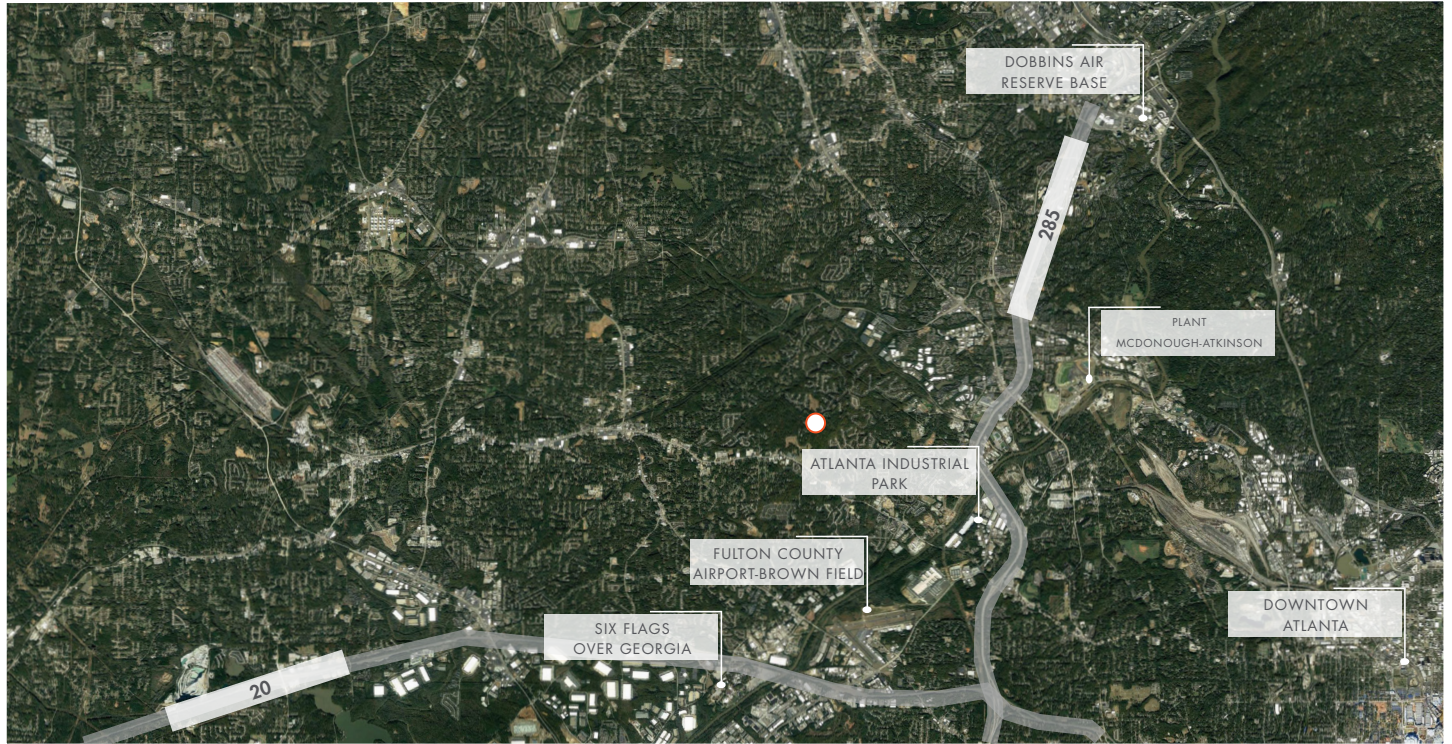 DOBBINS AIR
RESERVE BASE
285
PLANT
MCDONOUGH-ATKINSON
ATLANTA INDUSTRIAL
PARK
FULTON COUNTY
AIRPORT-BROWN FIELD
DOWNTOWN
ATLANTA
SIX FLAGS
OVER GEORGIA
20